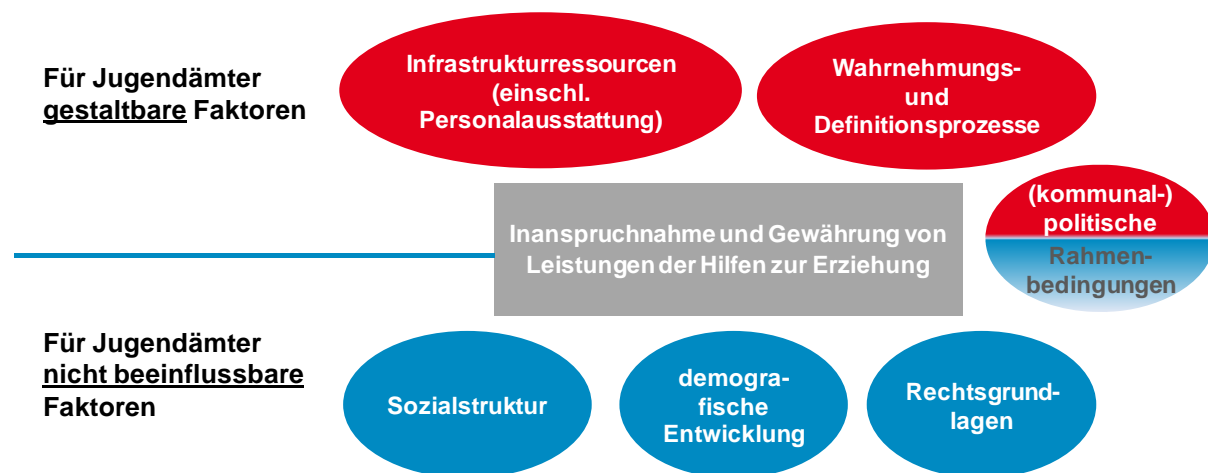 Für Jugendämter
gestaltbare Faktoren
Infrastrukturressourcen
(einschl.
Personalausstattung)
Wahrnehmungs-
und
Definitionsprozesse
(kommunal-)
politische
Rahmen-
bedingungen
Inanspruchnahme und Gewährung von
Leistungen der Hilfen zur Erziehung
Für Jugendämter
nicht beeinflussbare
Faktoren
Sozialstruktur
demogra-
fische
Entwicklung
Rechtsgrund-
lagen